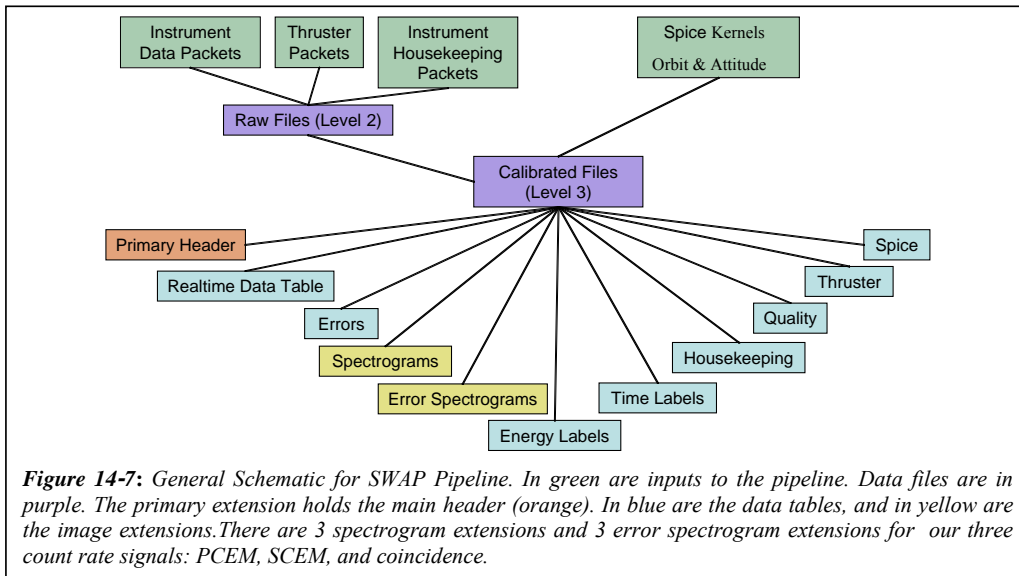 Instrument
Data Packets
Thruster
Packets
Instrument
Housekeeping
Packets
Spice Kernels
Orbit & Attitude
Raw Files (Level 2)
Calibrated Files
(Level 3)
Primary Header
Spice
Realtime Data Table
Thruster
Errors
Quality
Spectrograms
Housekeeping
Error Spectrograms
Time Labels
Energy Labels
Figure 14-7: General Schematic for SWAP Pipeline. In green are inputs to the pipeline. Data files are in
purple. The primary extension holds the main header (orange). In blue are the data tables, and in yellow are
the image extensions.There are 3 spectrogram extensions and 3 error spectrogram extensions for our three
count rate signals: PCEM, SCEM, and coincidence.